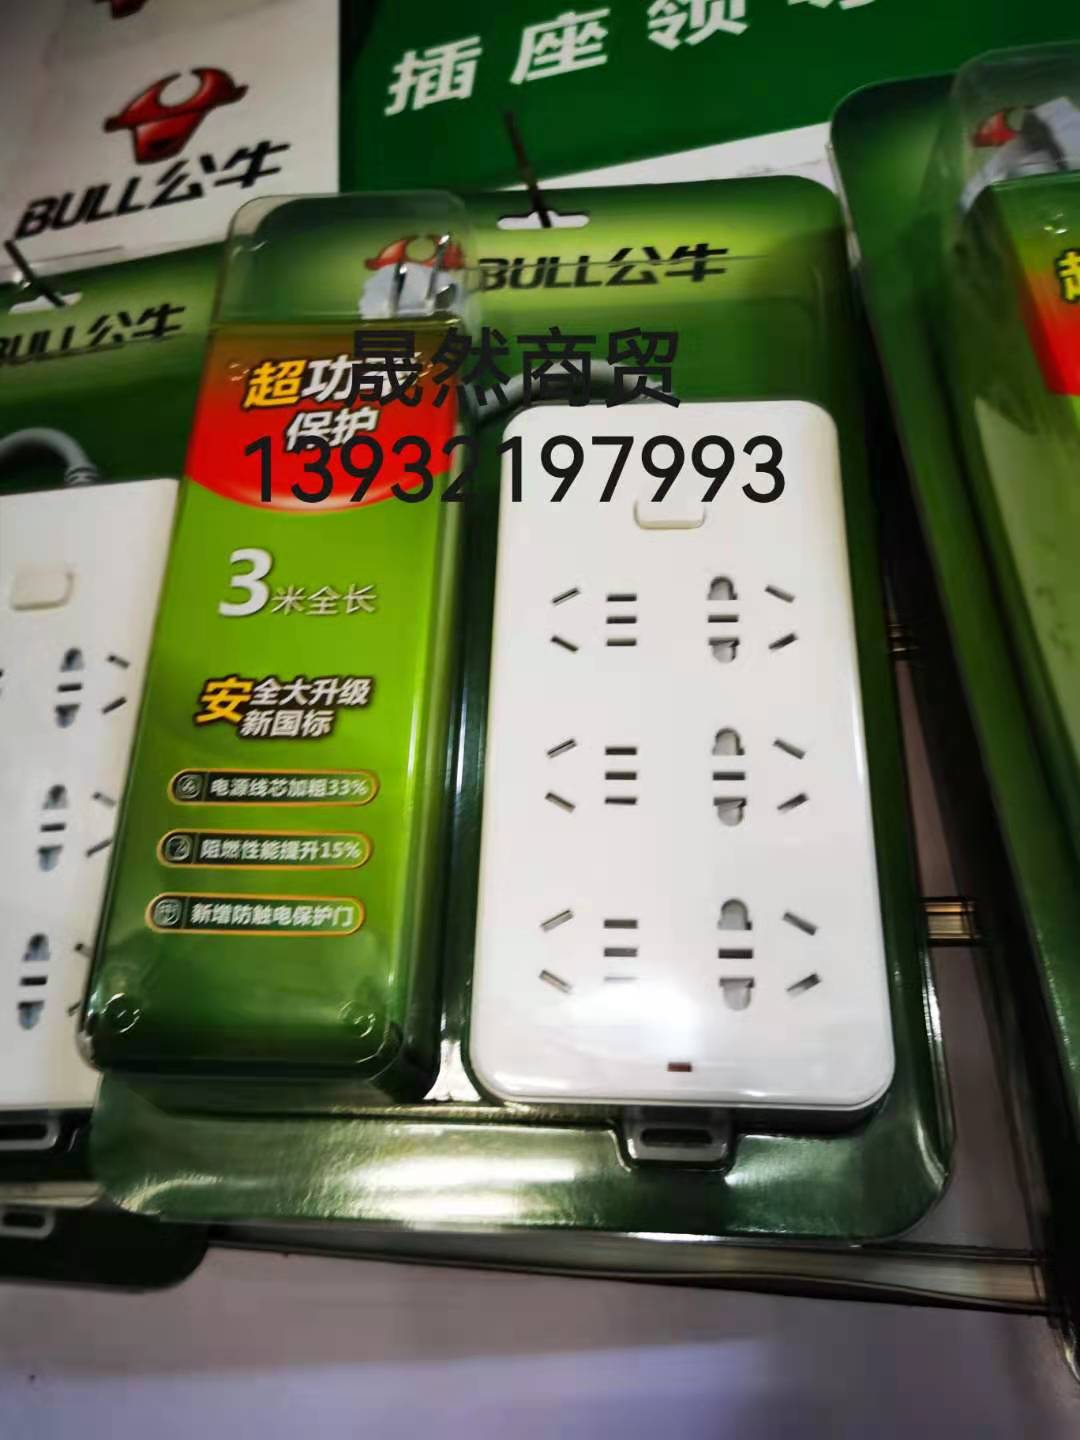 插座领
BULL公牛
BULL公牛
BULL公牛
超功
保护
晟然商贸
13932197993
3米全长
安全大升级
新国标
电源线芯加粗33%
阻燃性能提升15%
新增防触电保护门
超